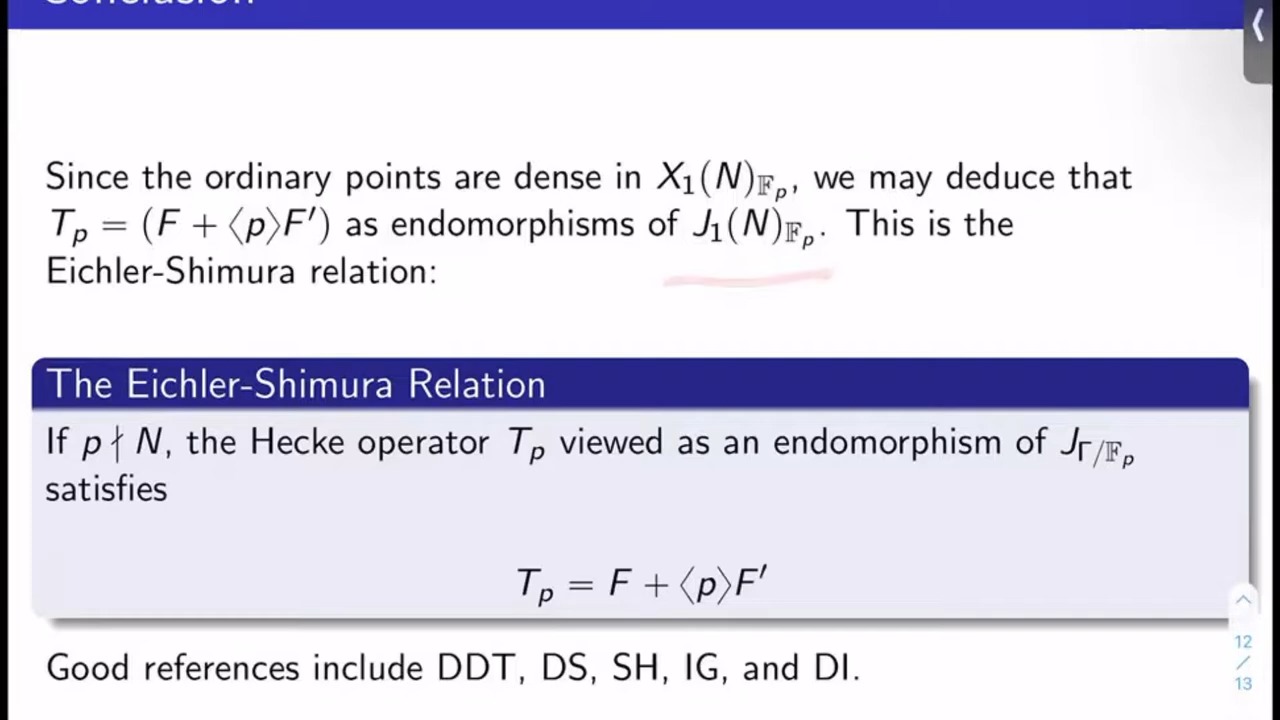 Conclusion
Since the ordinary points are dense in X₁(N)_𝔽ₚ, we may deduce that
Tₚ = (F + ⟨p⟩F′) as endomorphisms of J₁(N)_𝔽ₚ. This is the
Eichler-Shimura relation:
The Eichler-Shimura Relation
If p ∤ N, the Hecke operator Tₚ viewed as an endomorphism of J_Γ/𝔽ₚ
satisfies
Tₚ = F + ⟨p⟩F′
Good references include DDT, DS, SH, IG, and DI.
12
/
13